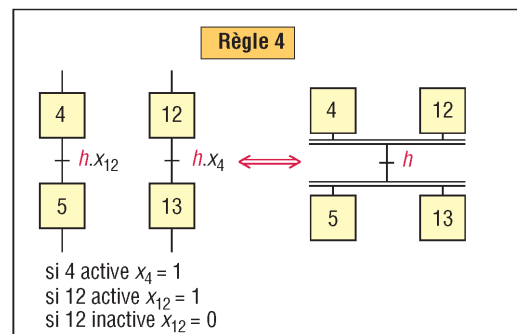 Règle 4
4 12 4 12
h.x12 h.x4 h
5 13 5 13
si 4 active x4 = 1
si 12 active x12 = 1
si 12 inactive x12 = 0